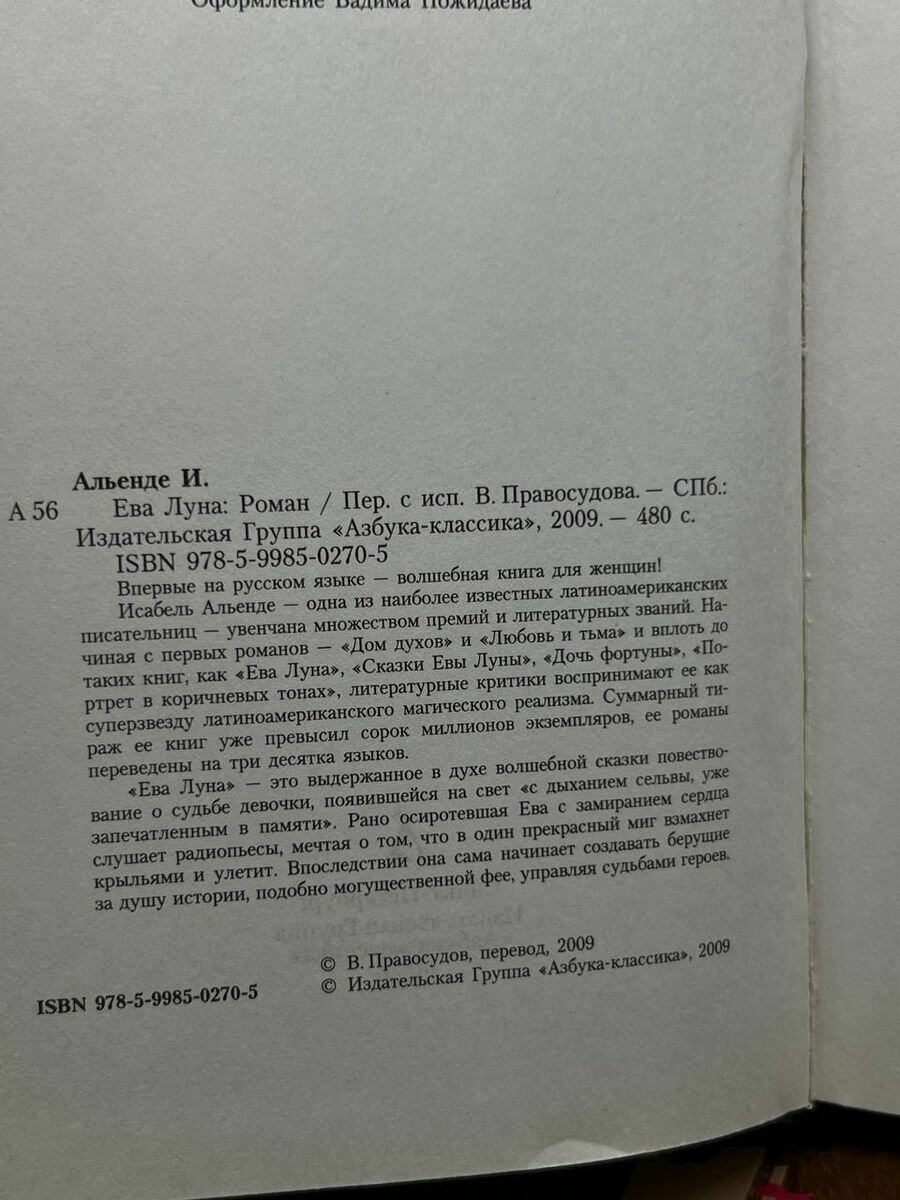 Оформление Вадима Пожидаева
Альенде И.
А 56 Ева Луна: Роман / Пер. с исп. В. Правосудова. — СПб.:
Издательская Группа «Азбука-классика», 2009. — 480 с.
ISBN 978-5-9985-0270-5
Впервые на русском языке — волшебная книга для женщин!
Исабель Альенде — одна из наиболее известных латиноамериканских
писательниц — увенчана множеством премий и литературных званий. На-
чиная с первых романов — «Дом духов» и «Любовь и тьма» и вплоть до
таких книг, как «Ева Луна», «Сказки Евы Луны», «Дочь фортуны», «По-
ртрет в коричневых тонах», литературные критики воспринимают ее как
суперзвезду латиноамериканского магического реализма. Суммарный ти-
раж ее книг уже превысил сорок миллионов экземпляров, ее романы
переведены на три десятка языков.
«Ева Луна» — это выдержанное в духе волшебной сказки повество-
вание о судьбе девочки, появившейся на свет «с дыханием сельвы, уже
запечатленным в памяти». Рано осиротевшая Ева с замиранием сердца
слушает радиопьесы, мечтая о том, что в один прекрасный миг взмахнет
крыльями и улетит. Впоследствии она сама начинает создавать берущие
за душу истории, подобно могущественной фее, управляя судьбами героев.
© В. Правосудов, перевод, 2009
© Издательская Группа «Азбука-классика», 2009
ISBN 978-5-9985-0270-5